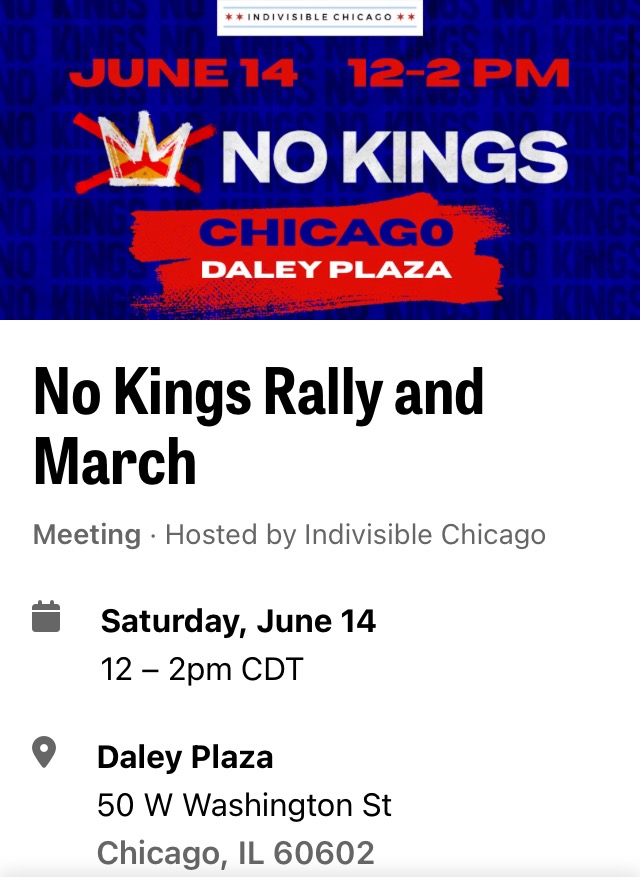 ✶✶INDIVISIBLE CHICAGO✶✶
JUNE 14 12-2 PM
NO KINGS
CHICAGO
DALEY PLAZA
No Kings Rally and
March
Meeting · Hosted by Indivisible Chicago
Saturday, June 14
12 – 2pm CDT
Daley Plaza
50 W Washington St
Chicago, IL 60602